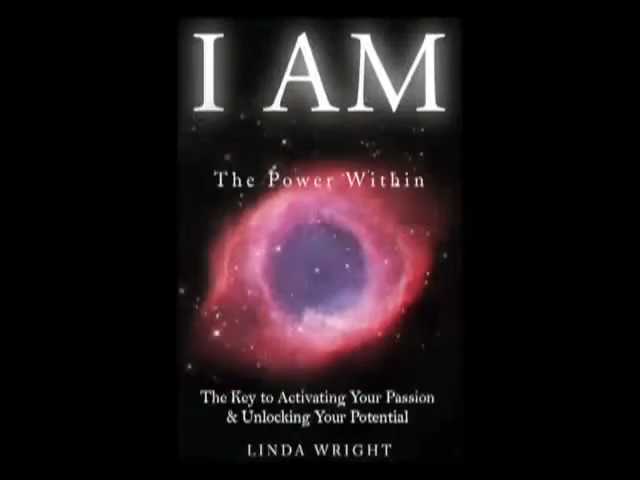 I AM
The Power Within
The Key to Activating Your Passion
& Unlocking Your Potential
LINDA WRIGHT